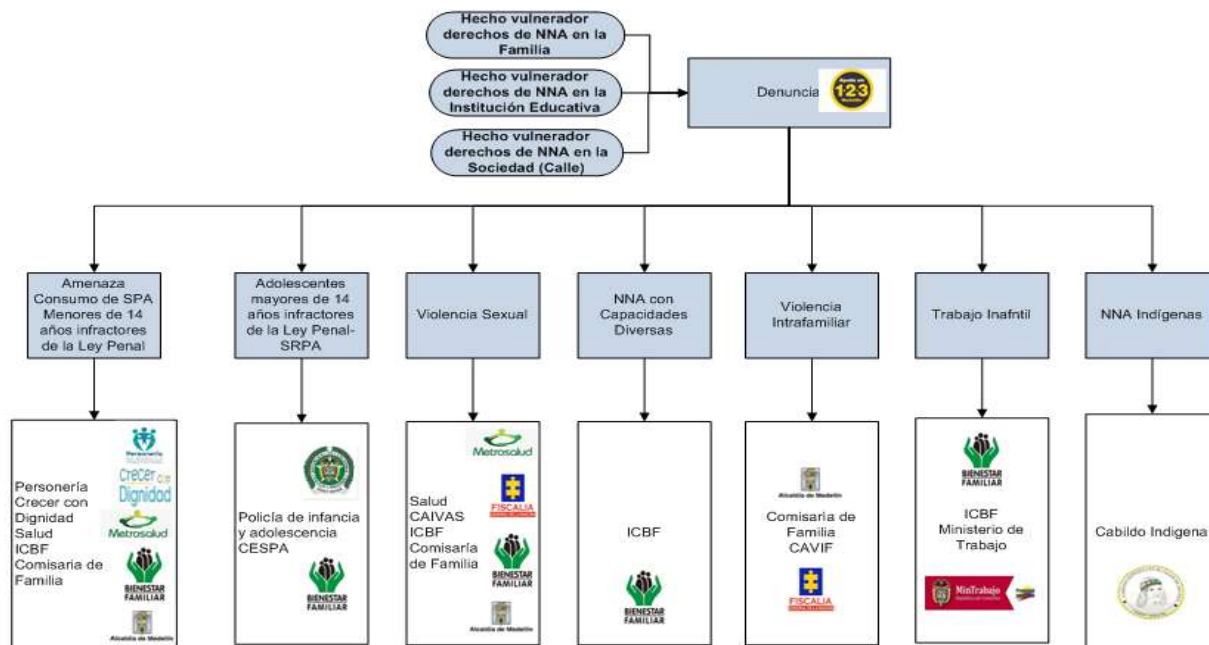 Hecho vulnerador
derechos de NNA en la
Familia
Hecho vulnerador
derechos de NNA en la
Institución Educativa
Hecho vulnerador
derechos de NNA en la
Sociedad (Calle)
Denuncia
123
Amenaza
Consumo de SPA
Menores de 14
años infractores
de la Ley Penal
Adolescentes
mayores de 14
años infractores
de la Ley Penal-
SRPA
Violencia Sexual
NNA con
Capacidades
Diversas
Violencia
Intrafamiliar
Trabajo Inafntil
NNA Indígenas
Personería
Crecer con
Dignidad
Salud
ICBF
Comisaria de
Familia
Personería
Crecer con
Dignidad
Metrosalud
BIENESTAR
FAMILIAR
Alcaldía de Medellín
Policía de infancia
y adolescencia
CESPA
BIENESTAR
FAMILIAR
Metrosalud
Salud
CAIVAS
ICBF
Comisaría
de Familia
FISCALIA
BIENESTAR
FAMILIAR
Alcaldía de Medellín
ICBF
BIENESTAR
FAMILIAR
Alcaldía de Medellín
Comisaria de
Familia
CAVIF
FISCALIA
BIENESTAR
FAMILIAR
ICBF
Ministerio de
Trabajo
MinTrabajo
Cabildo Indigena